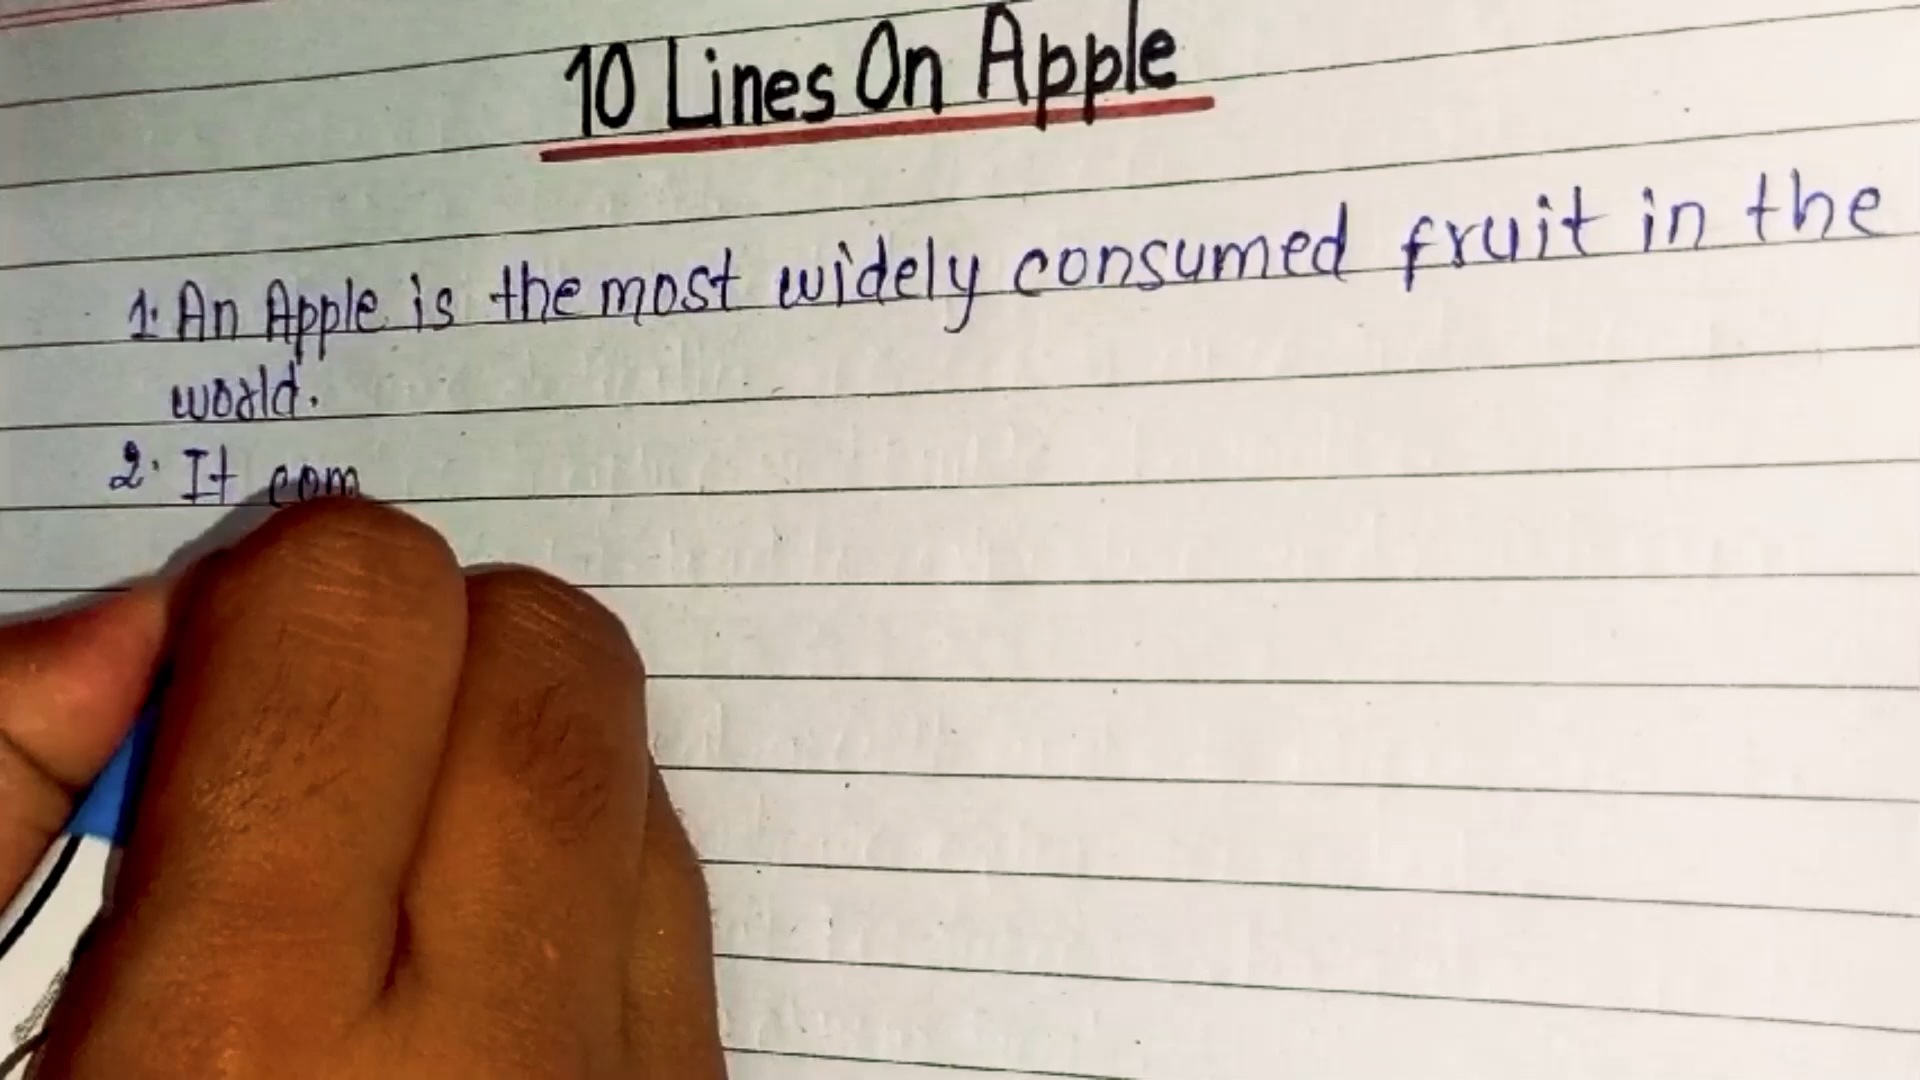 10 Lines On Apple
1. An Apple is the most widely consumed fruit in the
world.
2. It com